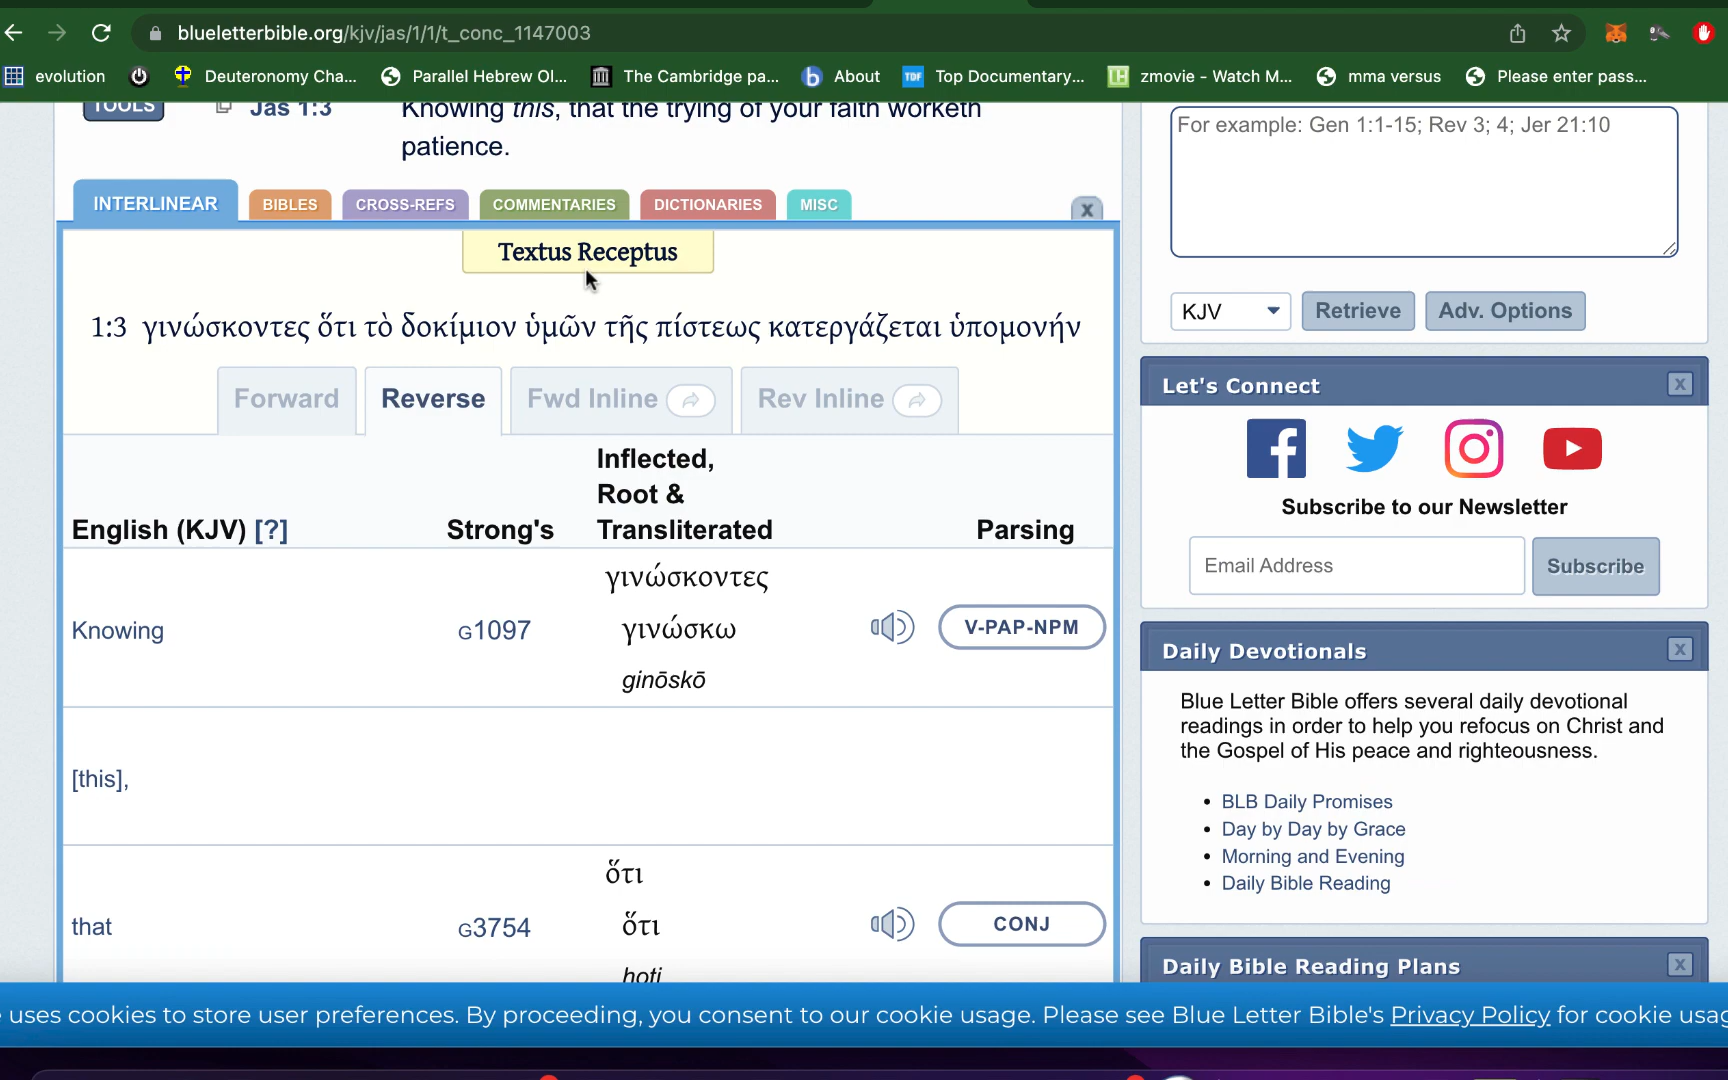 blueletterbible.org/kjv/jas/1/1/t_conc_1147003
evolution
Deuteronomy Cha...
Parallel Hebrew Ol...
The Cambridge pa...
About
Top Documentary...
zmovie - Watch M...
mma versus
Please enter pass...
TOOLS
Jas 1:3
Knowing this, that the trying of your faith worketh
patience.
INTERLINEAR
BIBLES
CROSS-REFS
COMMENTARIES
DICTIONARIES
MISC
X
Textus Receptus
1:3 γινώσκοντες ὅτι τὸ δοκίμιον ὑμῶν τῆς πίστεως κατεργάζεται ὑπομονήν
Forward
Reverse
Fwd Inline
Rev Inline
English (KJV) [?]
Strong's
Inflected,
Root &
Transliterated
Parsing
Knowing
G1097
γινώσκοντες
γινώσκω
ginōskō
V-PAP-NPM
[this],
that
G3754
ὅτι
ὅτι
hoti
CONJ
For example: Gen 1:1-15; Rev 3; 4; Jer 21:10
KJV
Retrieve
Adv. Options
Let's Connect
X
Subscribe to our Newsletter
Email Address
Subscribe
Daily Devotionals
X
Blue Letter Bible offers several daily devotional
readings in order to help you refocus on Christ and
the Gospel of His peace and righteousness.
• BLB Daily Promises
• Day by Day by Grace
• Morning and Evening
• Daily Bible Reading
Daily Bible Reading Plans
X
uses cookies to store user preferences. By proceeding, you consent to our cookie usage. Please see Blue Letter Bible's Privacy Policy for cookie usag